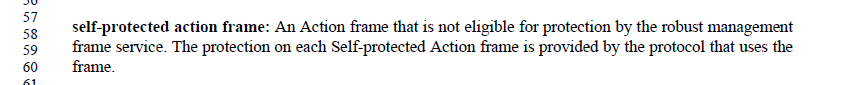 57
58 self-protected action frame: An Action frame that is not eligible for protection by the robust management
59 frame service. The protection on each Self-protected Action frame is provided by the protocol that uses the
60 frame.